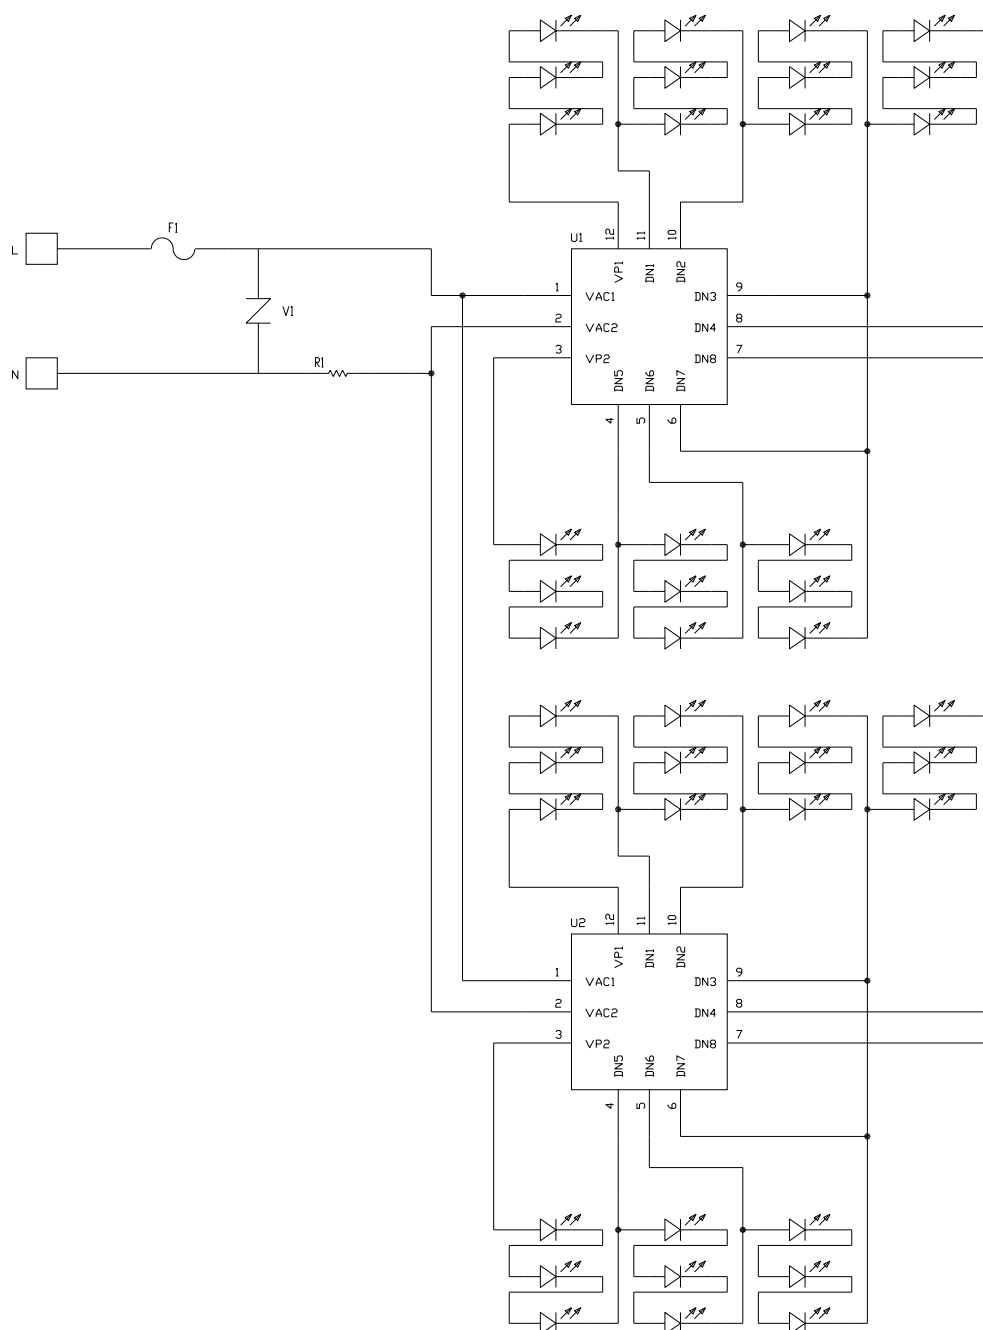 F1
L
V1
N
R1
U1
12 11 10
VP1 DN1 DN2
1 VAC1 DN3 9
2 VAC2 DN4 8
3 VP2 DN8 7
DN5 DN6 DN7
4 5 6
U2
12 11 10
VP1 DN1 DN2
1 VAC1 DN3 9
2 VAC2 DN4 8
3 VP2 DN8 7
DN5 DN6 DN7
4 5 6